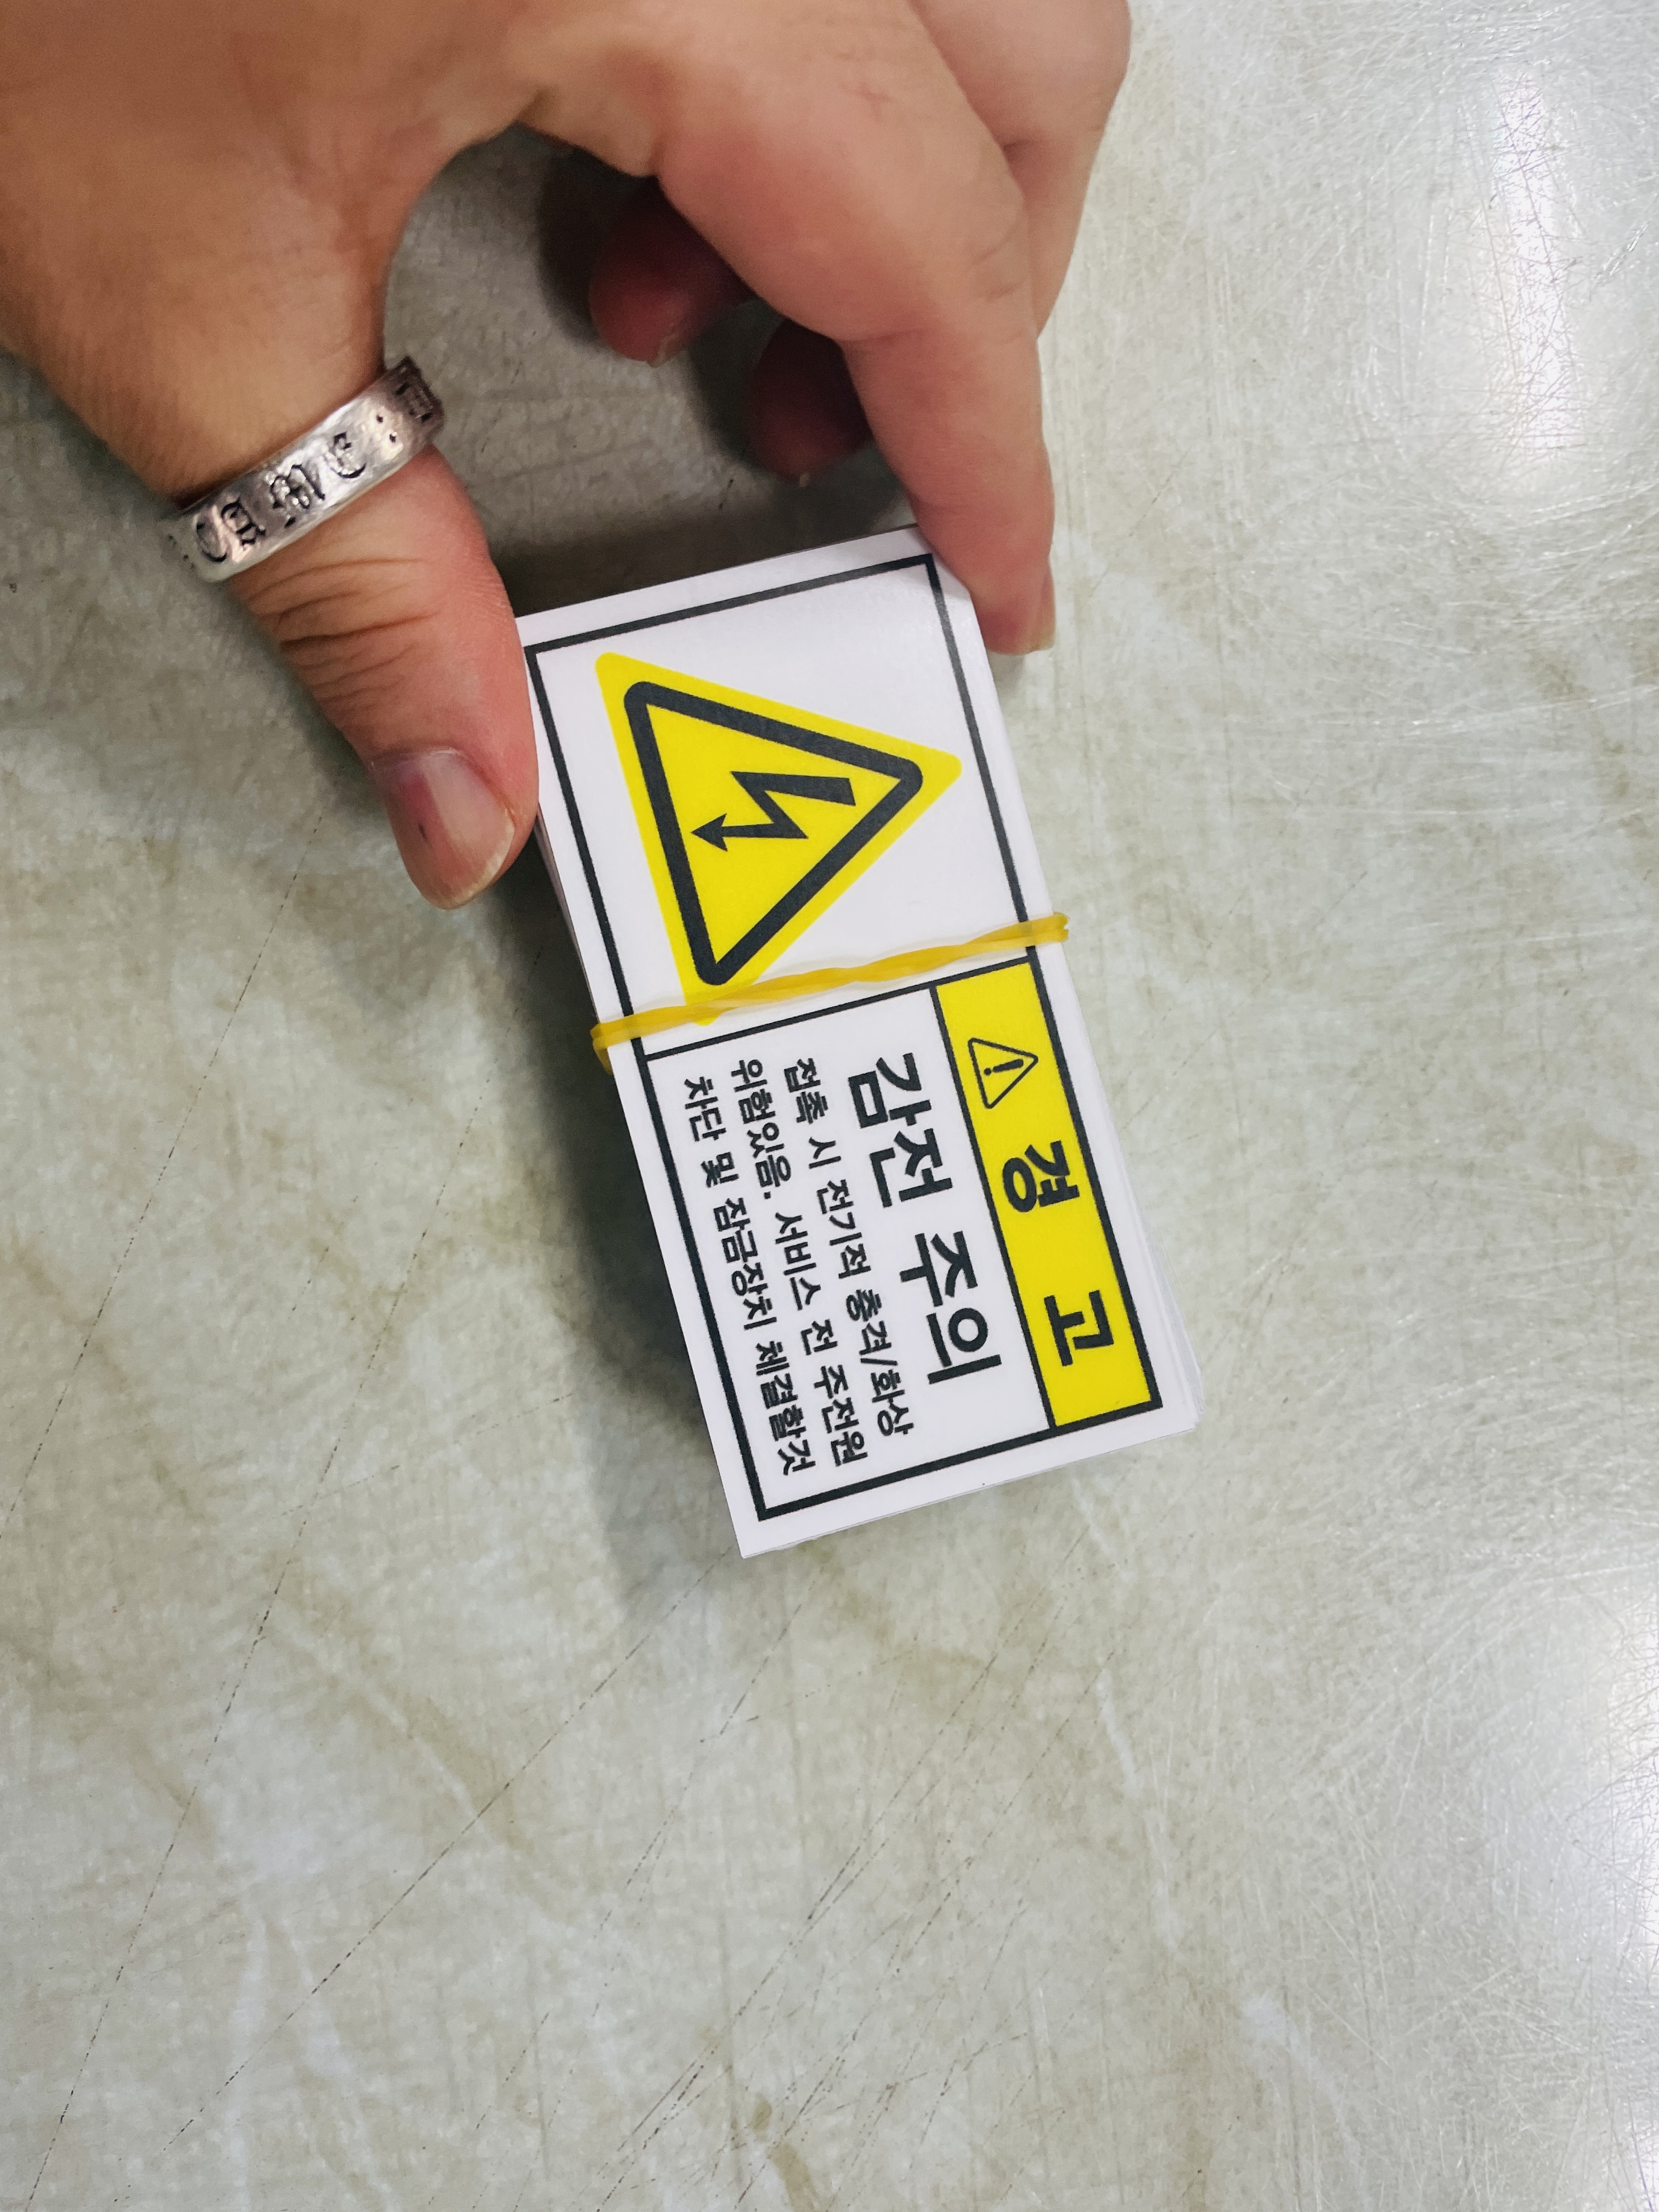 경 고
감전 주의
접촉 시 전기적 충격/화상
위험있음. 서비스 전 주전원
차단 및 잠금장치 체결할것